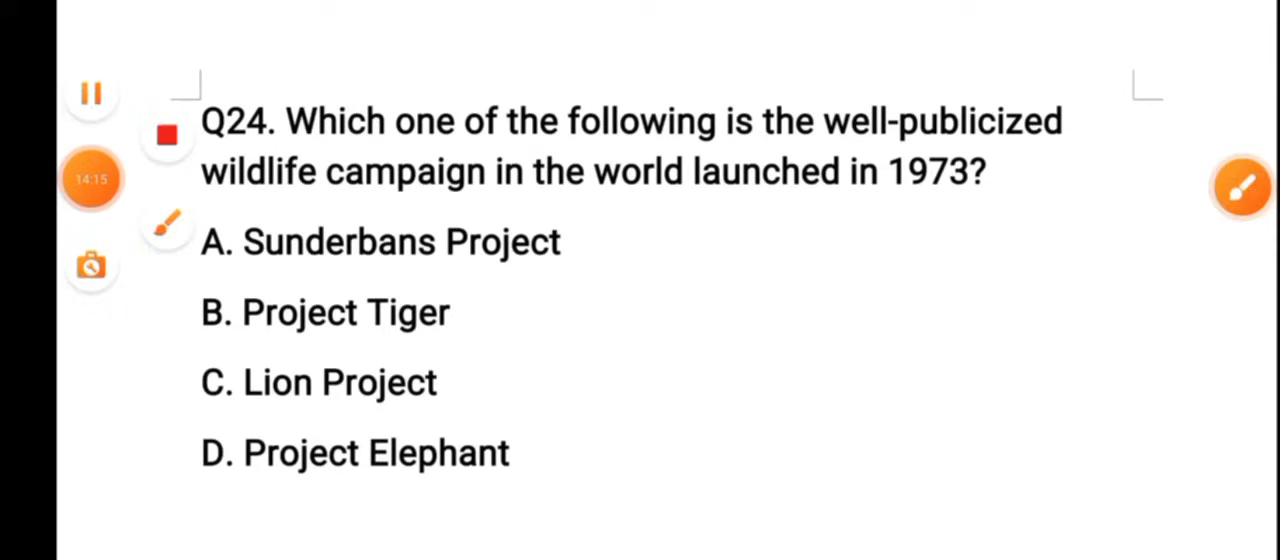 Q24. Which one of the following is the well-publicized
14:15
wildlife campaign in the world launched in 1973?
A. Sunderbans Project
B. Project Tiger
C. Lion Project
D. Project Elephant